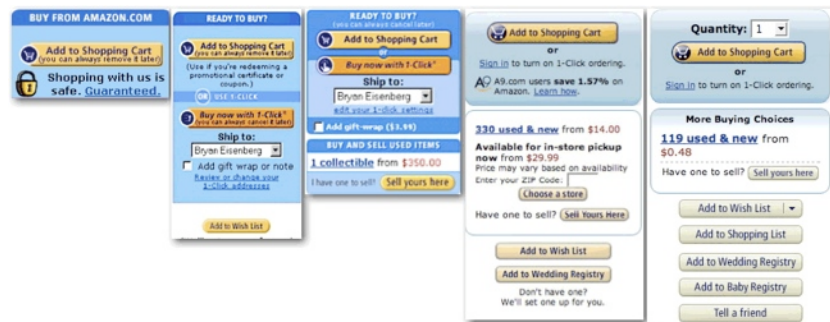 BUY FROM AMAZON.COM
Add to Shopping Cart
(you can always remove it later)
Shopping with us is
safe. Guaranteed.
READY TO BUY?
Add to Shopping Cart
(you can always remove it later)
(Use if you're redeeming a
promotional certificate or
coupon.)
OR USE 1-CLICK
Buy now with 1-Click®
(you can always cancel it later)
Ship to:
Bryan Eisenberg
Add gift wrap or note
Review or change your
1-Click addresses
Add to Wish List
READY TO BUY?
(you can always cancel later)
Add to Shopping Cart
or
Buy now with 1-Click®
Ship to:
Bryan Eisenberg
edit your 1-click settings
Add gift-wrap ($3.99)
BUY AND SELL USED ITEMS
1 collectible from $350.00
I have one to sell? Sell yours here
Add to Shopping Cart
or
Sign in to turn on 1-Click ordering.
A9 A9.com users save 1.57% on
Amazon. Learn how.
330 used & new from $14.00
Available for in-store pickup
now from $29.99
Price may vary based on availability
Enter your ZIP Code:
Choose a store
Have one to sell? Sell Yours Here
Add to Wish List
Add to Wedding Registry
Don't have one?
We'll set one up for you.
Quantity: 1
Add to Shopping Cart
or
Sign in to turn on 1-Click ordering.
More Buying Choices
119 used & new from
$0.48
Have one to sell? Sell yours here
Add to Wish List
Add to Shopping List
Add to Wedding Registry
Add to Baby Registry
Tell a friend